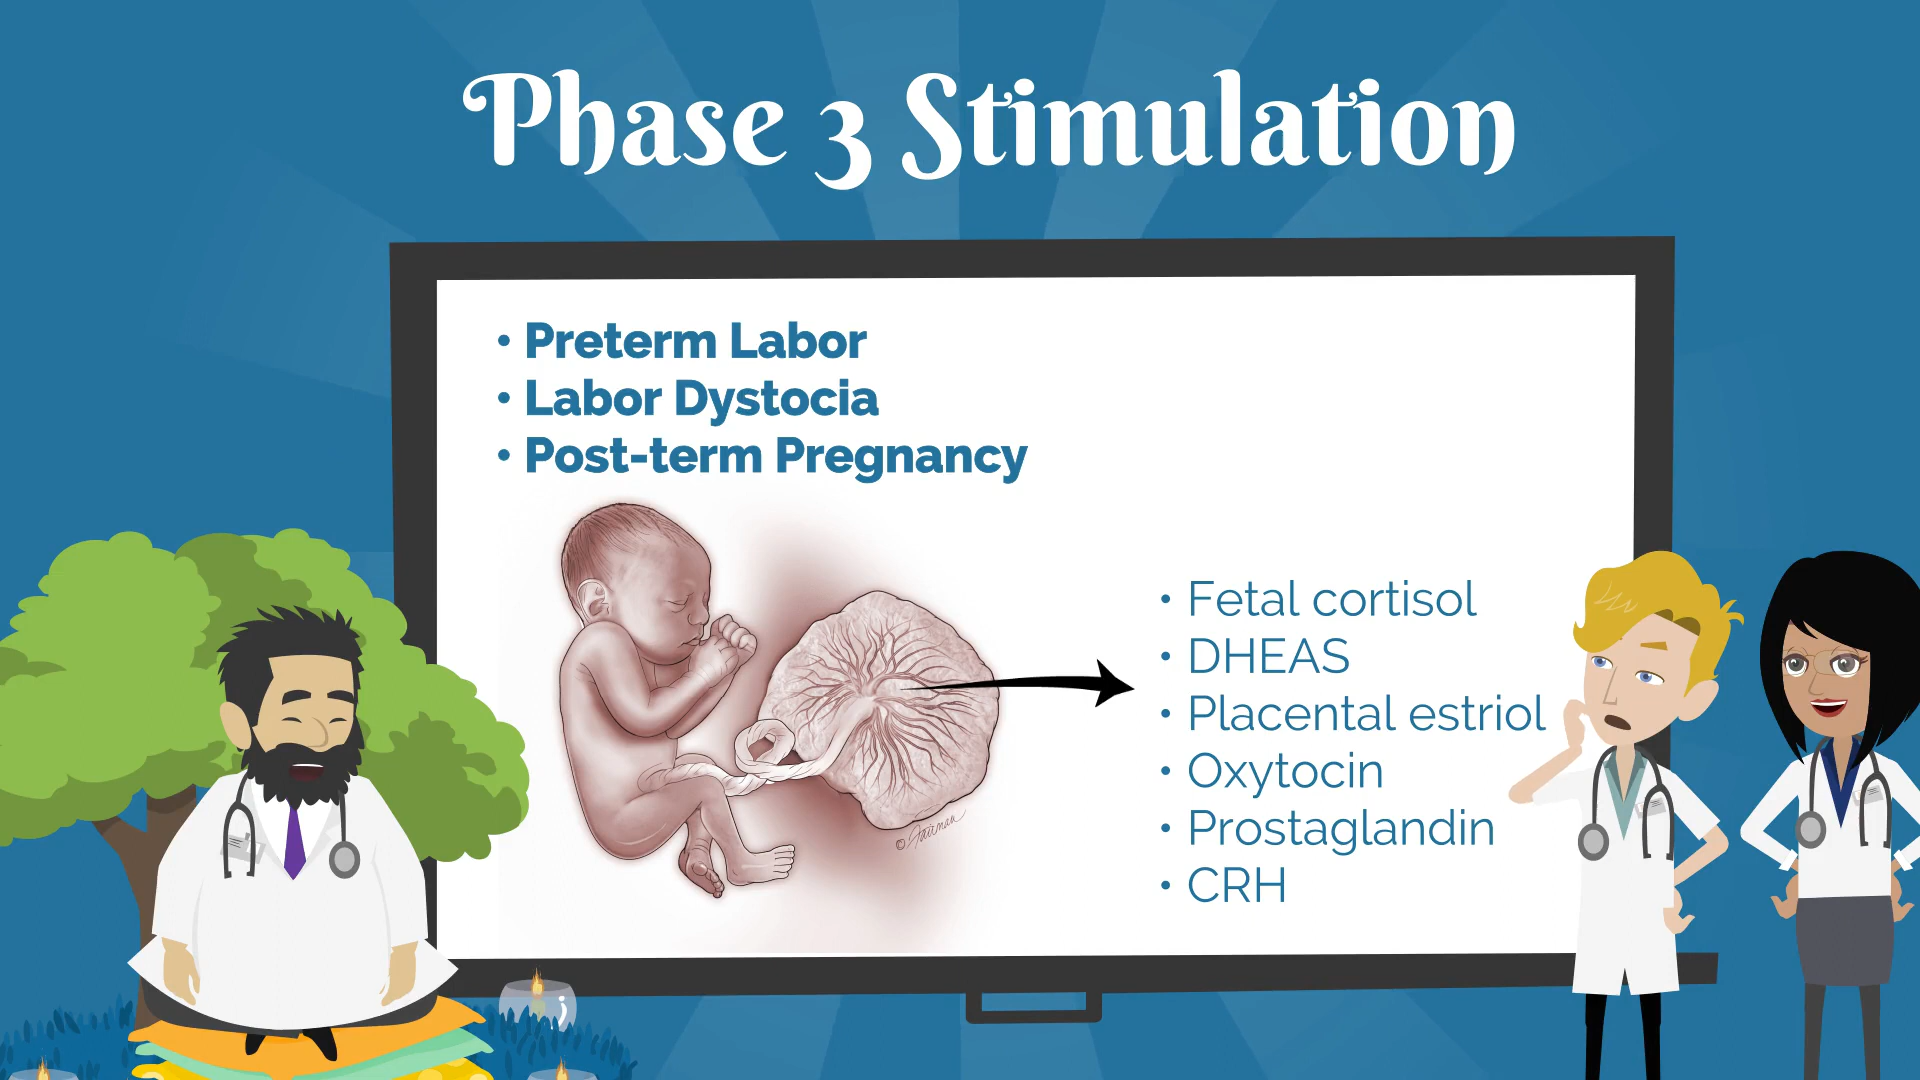 Phase 3 Stimulation
• Preterm Labor
• Labor Dystocia
• Post-term Pregnancy
• Fetal cortisol
• DHEAS
• Placental estriol
• Oxytocin
• Prostaglandin
• CRH